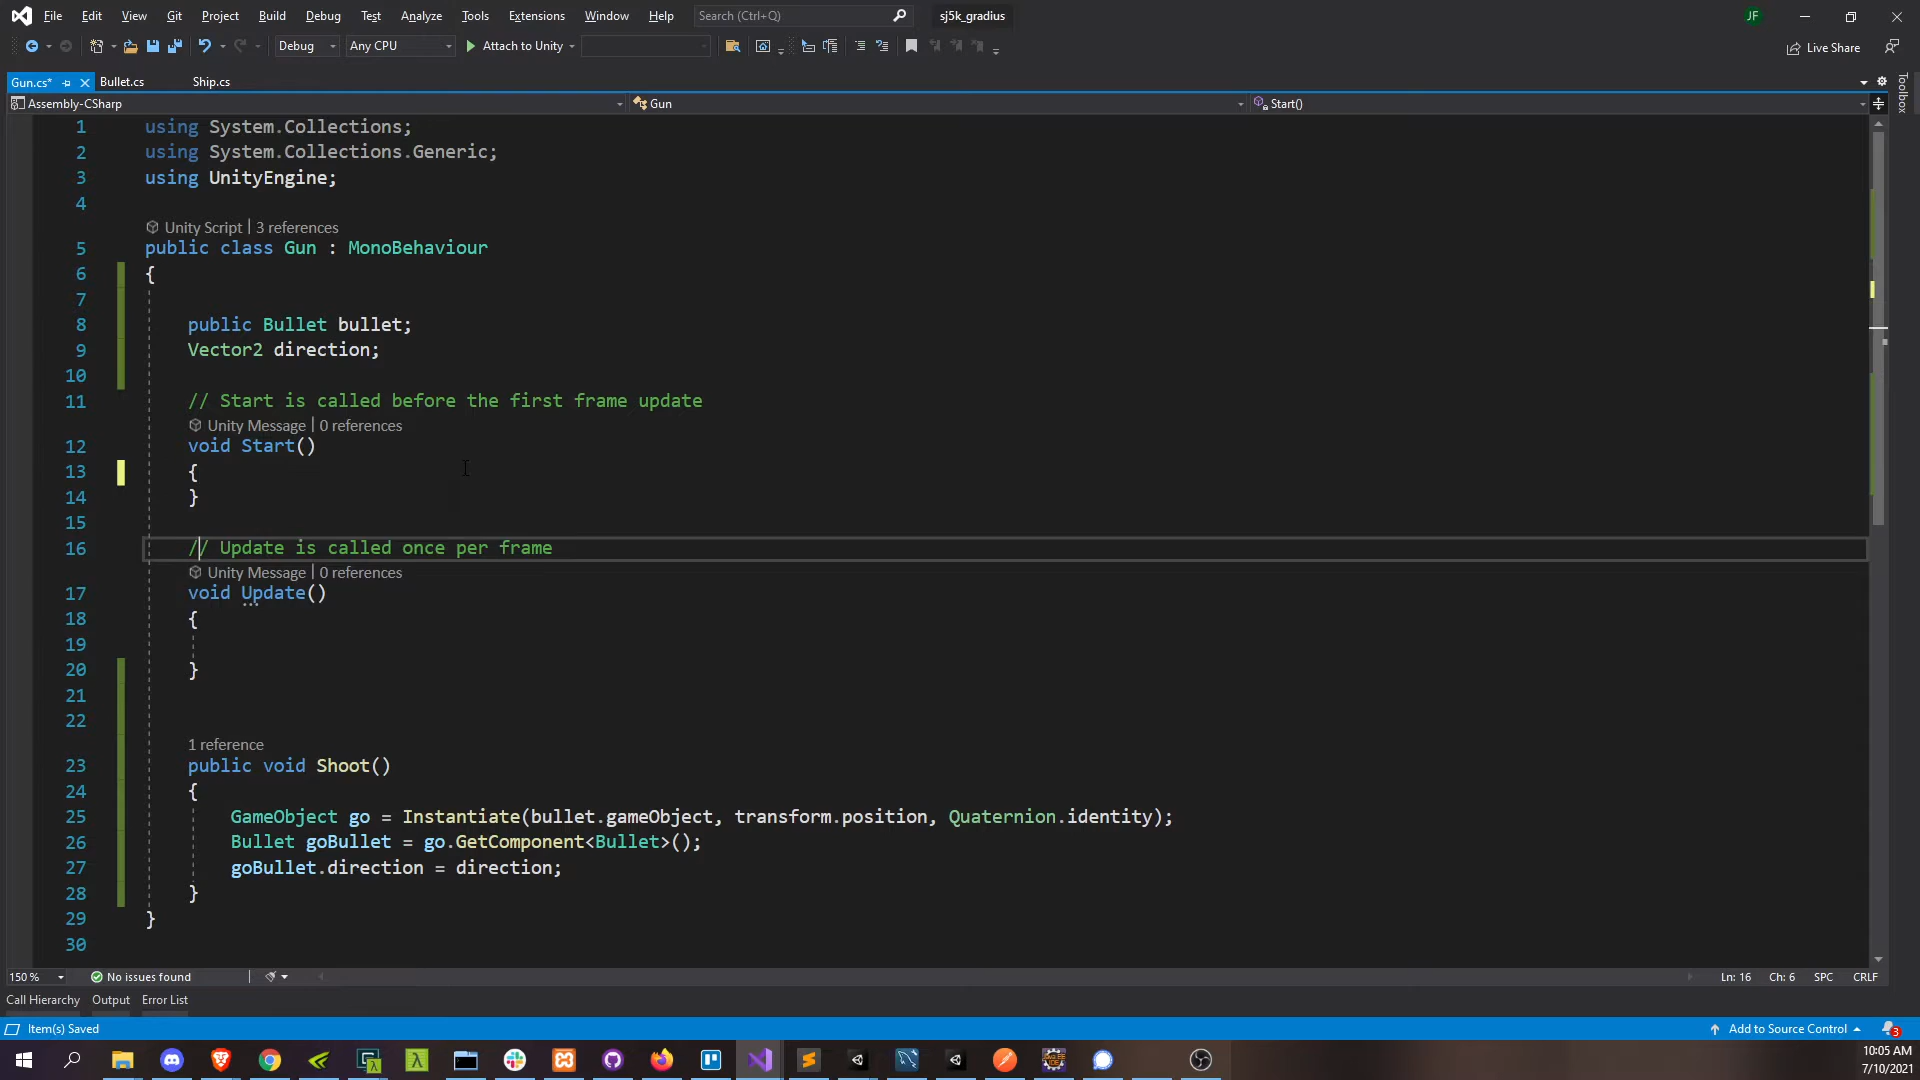 File Edit View Git Project Build Debug Test Analyze Tools Extensions Window Help Search (Ctrl+Q) sj5k_gradius JF
Debug Any CPU Attach to Unity Live Share
Gun.cs* Bullet.cs Ship.cs
Assembly-CSharp Gun Start()
Toolbox
1 using System.Collections;
2 using System.Collections.Generic;
3 using UnityEngine;
4
Unity Script | 3 references
5 public class Gun : MonoBehaviour
6 {
7
8 public Bullet bullet;
9 Vector2 direction;
10
11 // Start is called before the first frame update
Unity Message | 0 references
12 void Start()
13 {
14 }
15
16 // Update is called once per frame
Unity Message | 0 references
17 void Update()
18 {
19
20 }
21
22
1 reference
23 public void Shoot()
24 {
25 GameObject go = Instantiate(bullet.gameObject, transform.position, Quaternion.identity);
26 Bullet goBullet = go.GetComponent<Bullet>();
27 goBullet.direction = direction;
28 }
29 }
30
150 % No issues found Ln: 16 Ch: 6 SPC CRLF
Call Hierarchy Output Error List
Item(s) Saved Add to Source Control 3
10:05 AM
7/10/2021